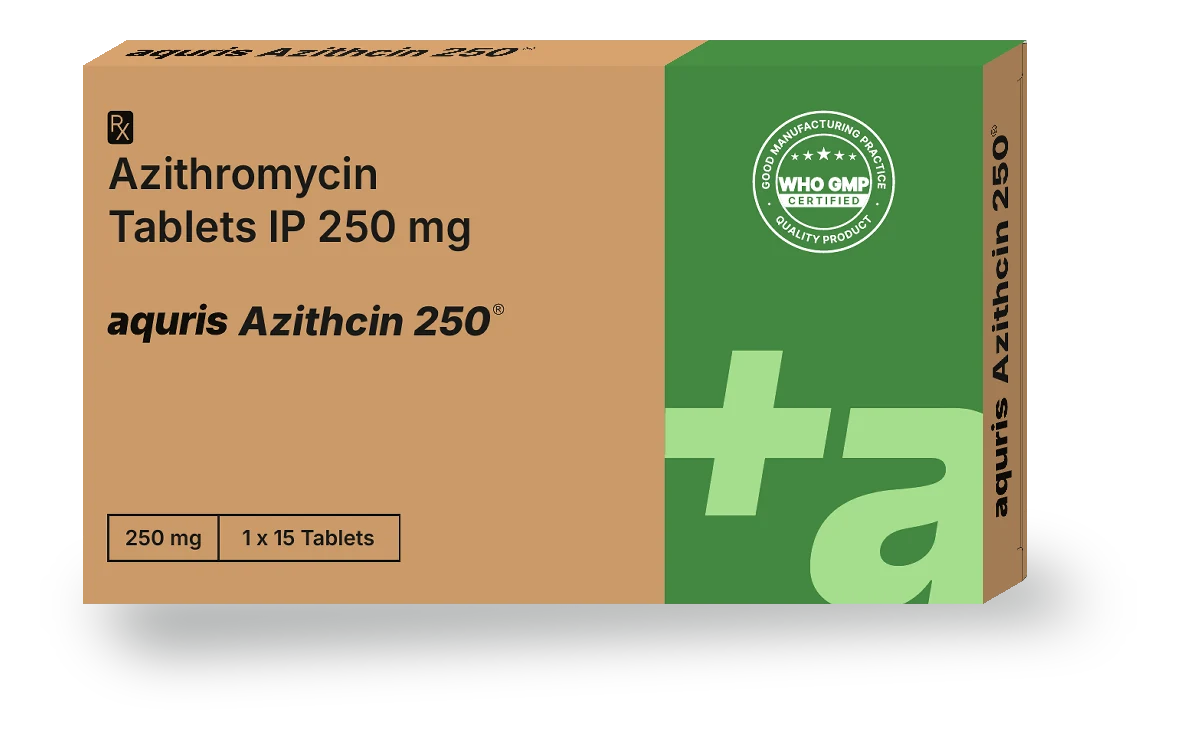 aquris Azithcin 250
Rx
Azithromycin
Tablets IP 250 mg
aquris Azithcin 250®
250 mg 1 x 15 Tablets
GOOD MANUFACTURING PRACTICE
WHO GMP
CERTIFIED
QUALITY PRODUCT
+a
aquris Azithcin 250®